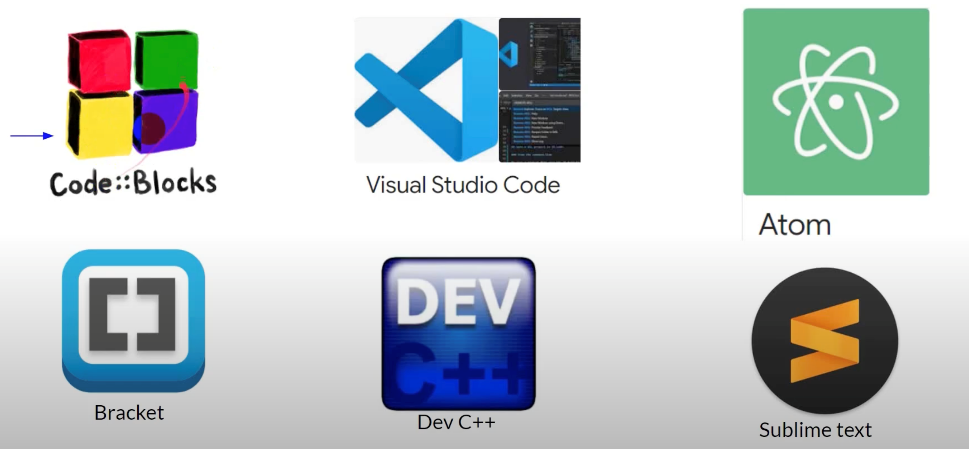 Code::Blocks
Visual Studio Code
Atom
Bracket
DEV
C++
Dev C++
Sublime text